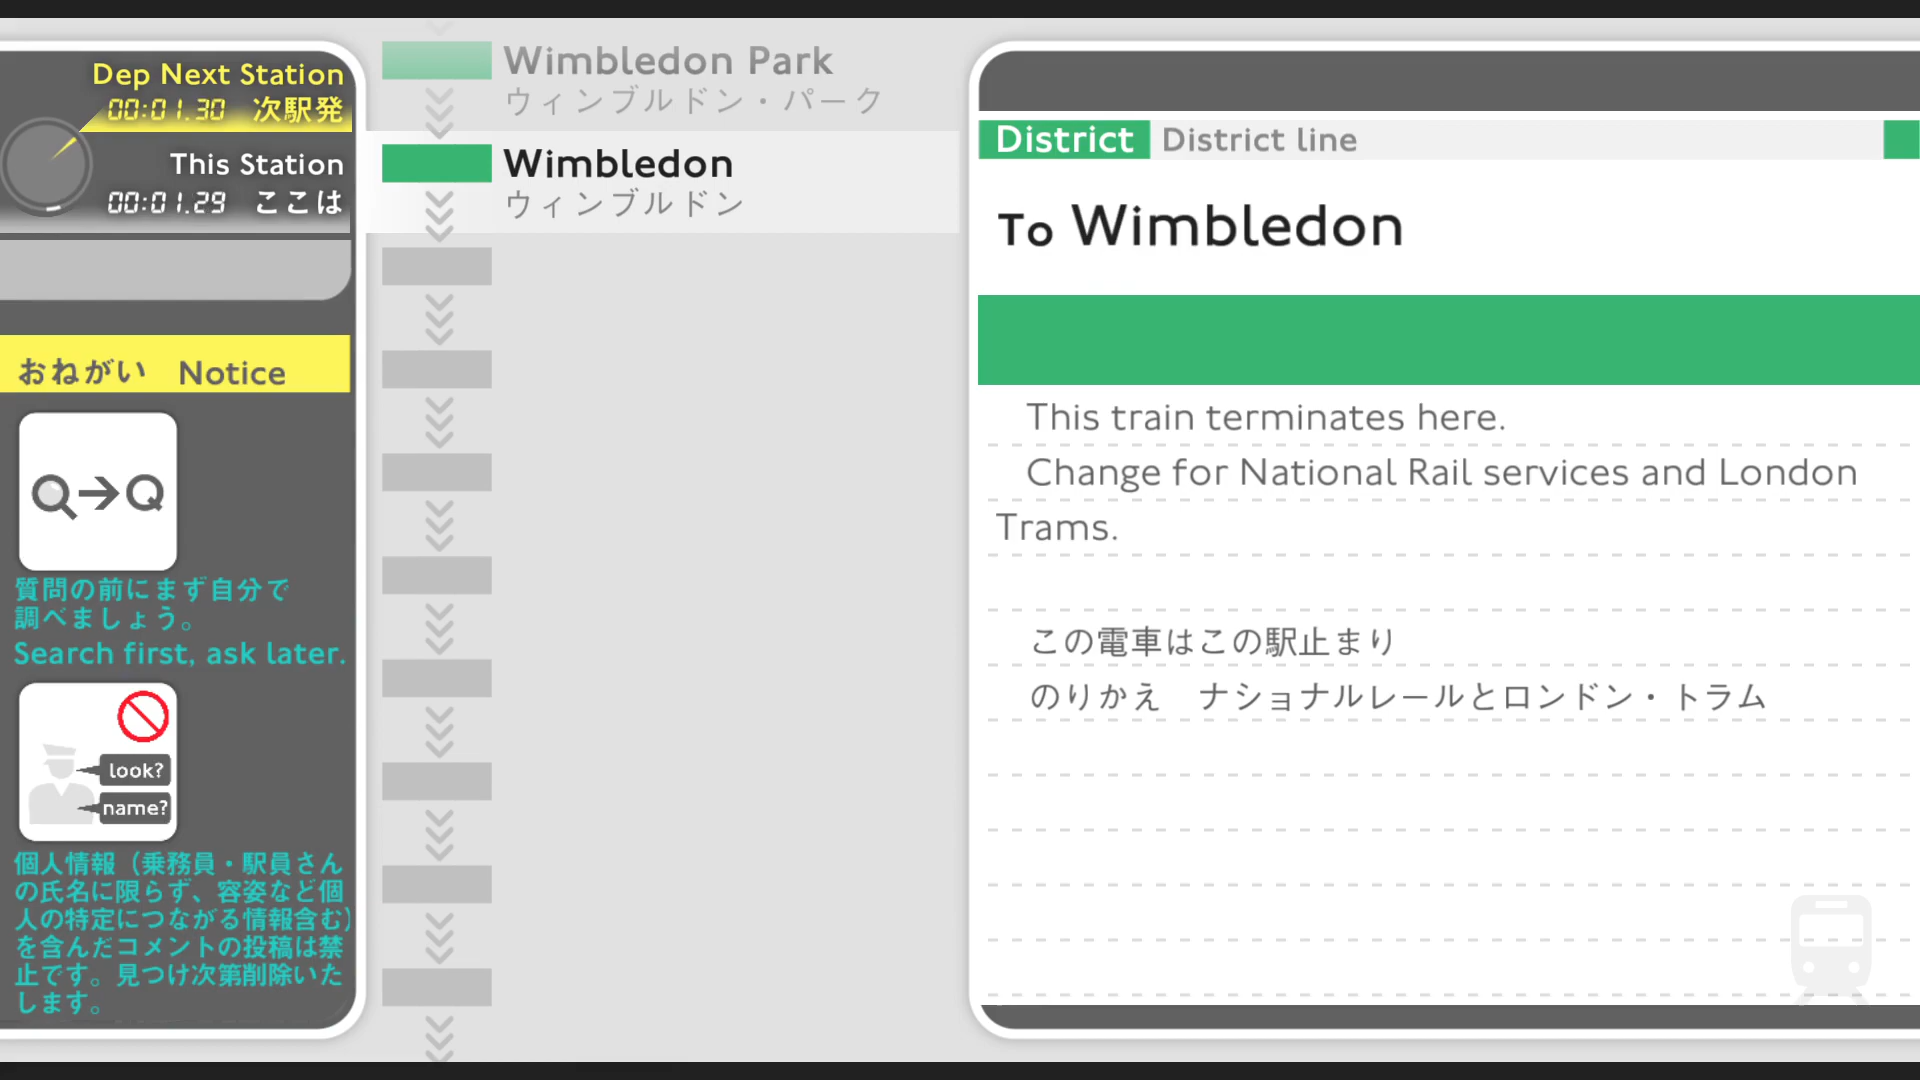 Dep Next Station
00:01.30 次駅発
This Station
00:01.29 ここは
おねがい Notice
質問の前にまず自分で
調べましょう。
Search first, ask later.
look?
name?
個人情報（乗務員・駅員さん
の氏名に限らず、容姿など個
人の特定につながる情報含む）
を含んだコメントの投稿は禁
止です。見つけ次第削除いた
します。
Wimbledon Park
ウィンブルドン・パーク
Wimbledon
ウィンブルドン
District District line
To Wimbledon
This train terminates here.
Change for National Rail services and London
Trams.
この電車はこの駅止まり
のりかえ ナショナルレールとロンドン・トラム